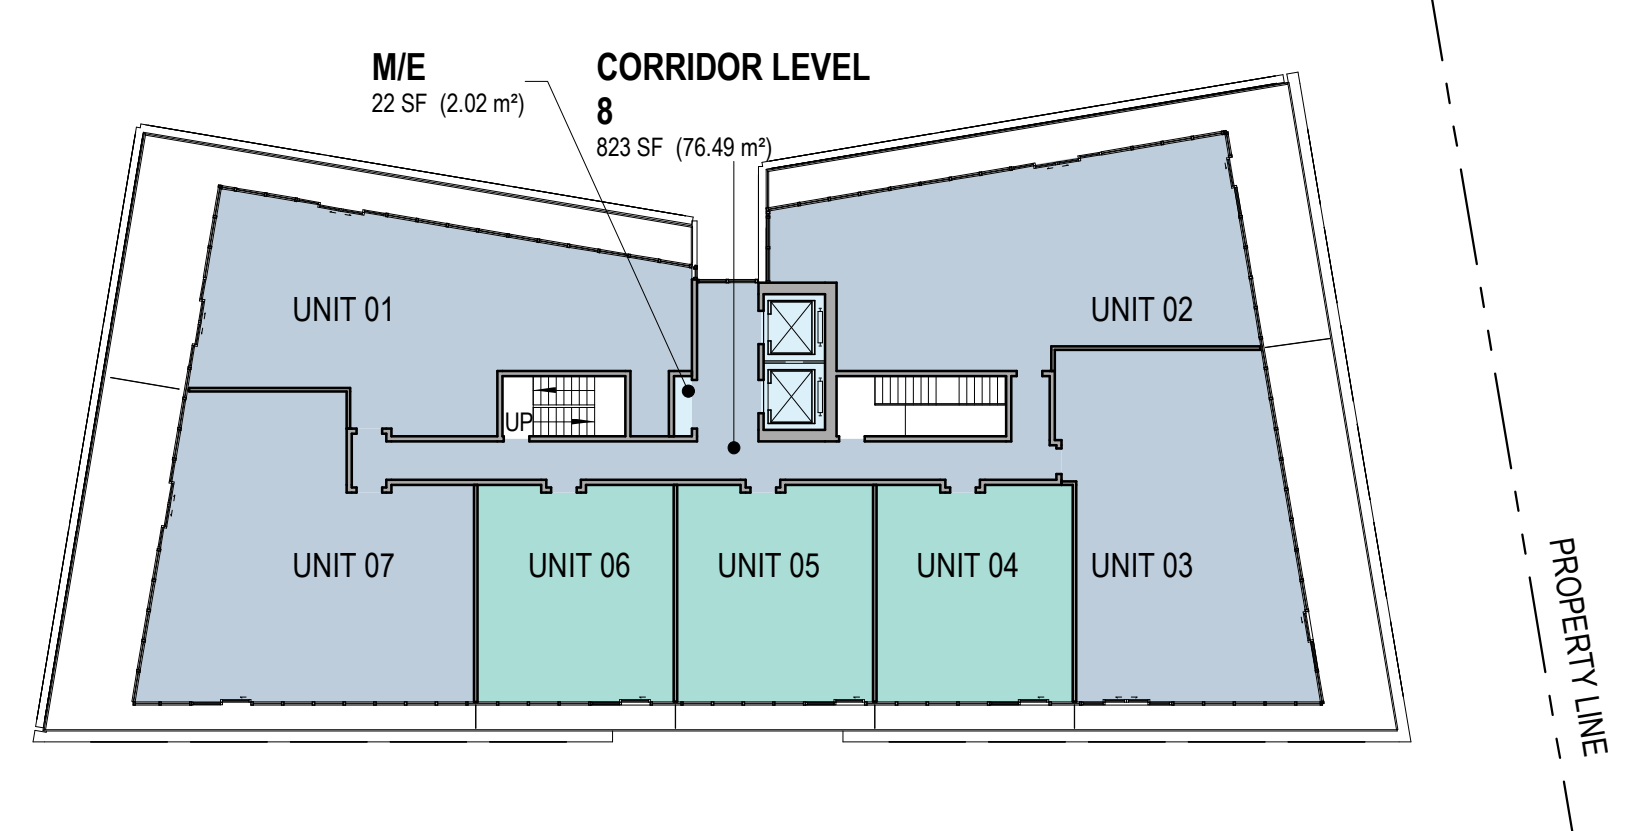 M/E
22 SF (2.02 m²)
CORRIDOR LEVEL
8
823 SF (76.49 m²)
UNIT 01
UNIT 02
UP
UNIT 07
UNIT 06
UNIT 05
UNIT 04
UNIT 03
PROPERTY LINE